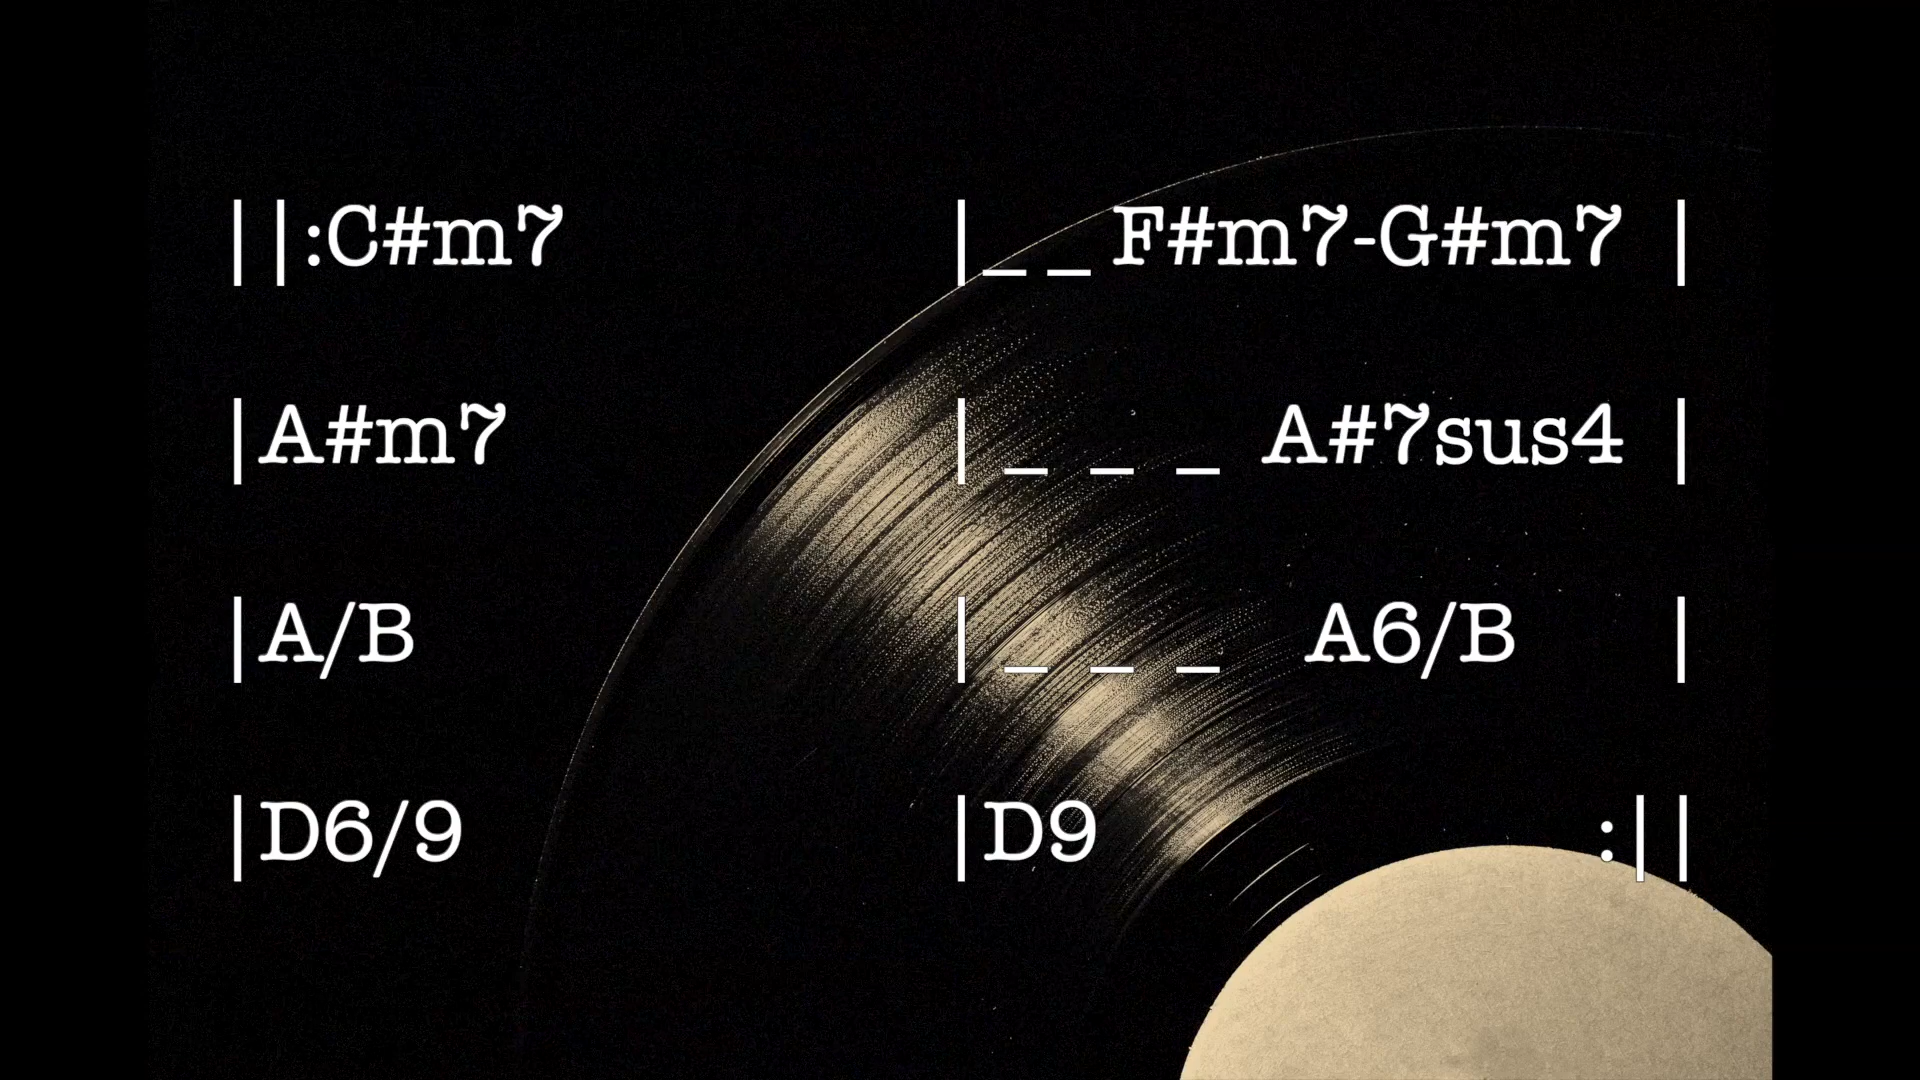 ||:C#m7 |_ _ F#m7-G#m7 |
|A#m7 | _ _ _ A#7sus4 |
|A/B | _ _ _ A6/B |
|D6/9 |D9 :||